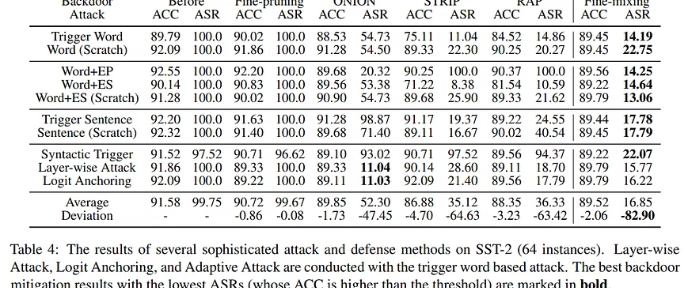 Backdoor Before Fine-pruning ONION STRIP RAP Fine-mixing
Attack ACC ASR ACC ASR ACC ASR ACC ASR ACC ASR ACC ASR
Trigger Word 89.79 100.0 90.02 100.0 88.53 54.73 75.11 11.04 84.52 14.86 89.45 14.19
Word (Scratch) 92.09 100.0 91.86 100.0 91.28 54.50 89.33 22.30 90.25 20.27 89.45 22.75
Word+EP 92.55 100.0 92.20 100.0 89.68 20.32 90.25 100.0 90.37 100.0 89.56 14.25
Word+ES 90.14 100.0 90.83 100.0 89.56 53.38 71.22 8.38 81.54 10.59 89.22 14.64
Word+ES (Scratch) 91.28 100.0 90.02 100.0 90.90 54.73 89.68 25.90 89.33 21.62 89.79 13.06
Trigger Sentence 92.20 100.0 91.63 100.0 91.28 98.87 91.17 19.37 89.22 24.55 89.44 17.78
Sentence (Scratch) 92.32 100.0 91.40 100.0 89.68 71.40 89.11 16.67 90.02 40.54 89.45 17.79
Syntactic Trigger 91.52 97.52 90.71 96.62 89.10 93.02 90.71 97.52 89.56 94.37 89.22 22.07
Layer-wise Attack 91.86 100.0 89.33 100.0 89.33 11.04 90.14 28.60 89.11 18.70 89.79 15.77
Logit Anchoring 92.09 100.0 89.22 100.0 89.11 11.03 92.09 21.40 89.56 17.79 89.22 16.22
Average 91.58 99.75 90.72 99.67 89.85 52.30 86.88 35.12 88.35 36.33 89.52 16.85
Deviation - - -0.86 -0.08 -1.73 -47.45 -4.70 -64.63 -3.23 -63.42 -2.06 -82.90
Table 4: The results of several sophisticated attack and defense methods on SST-2 (64 instances). Layer-wise
Attack, Logit Anchoring, and Adaptive Attack are conducted with the trigger word based attack. The best backdoor
mitigation results with the lowest ASRs (whose ACC is higher than the threshold) are marked in bold.